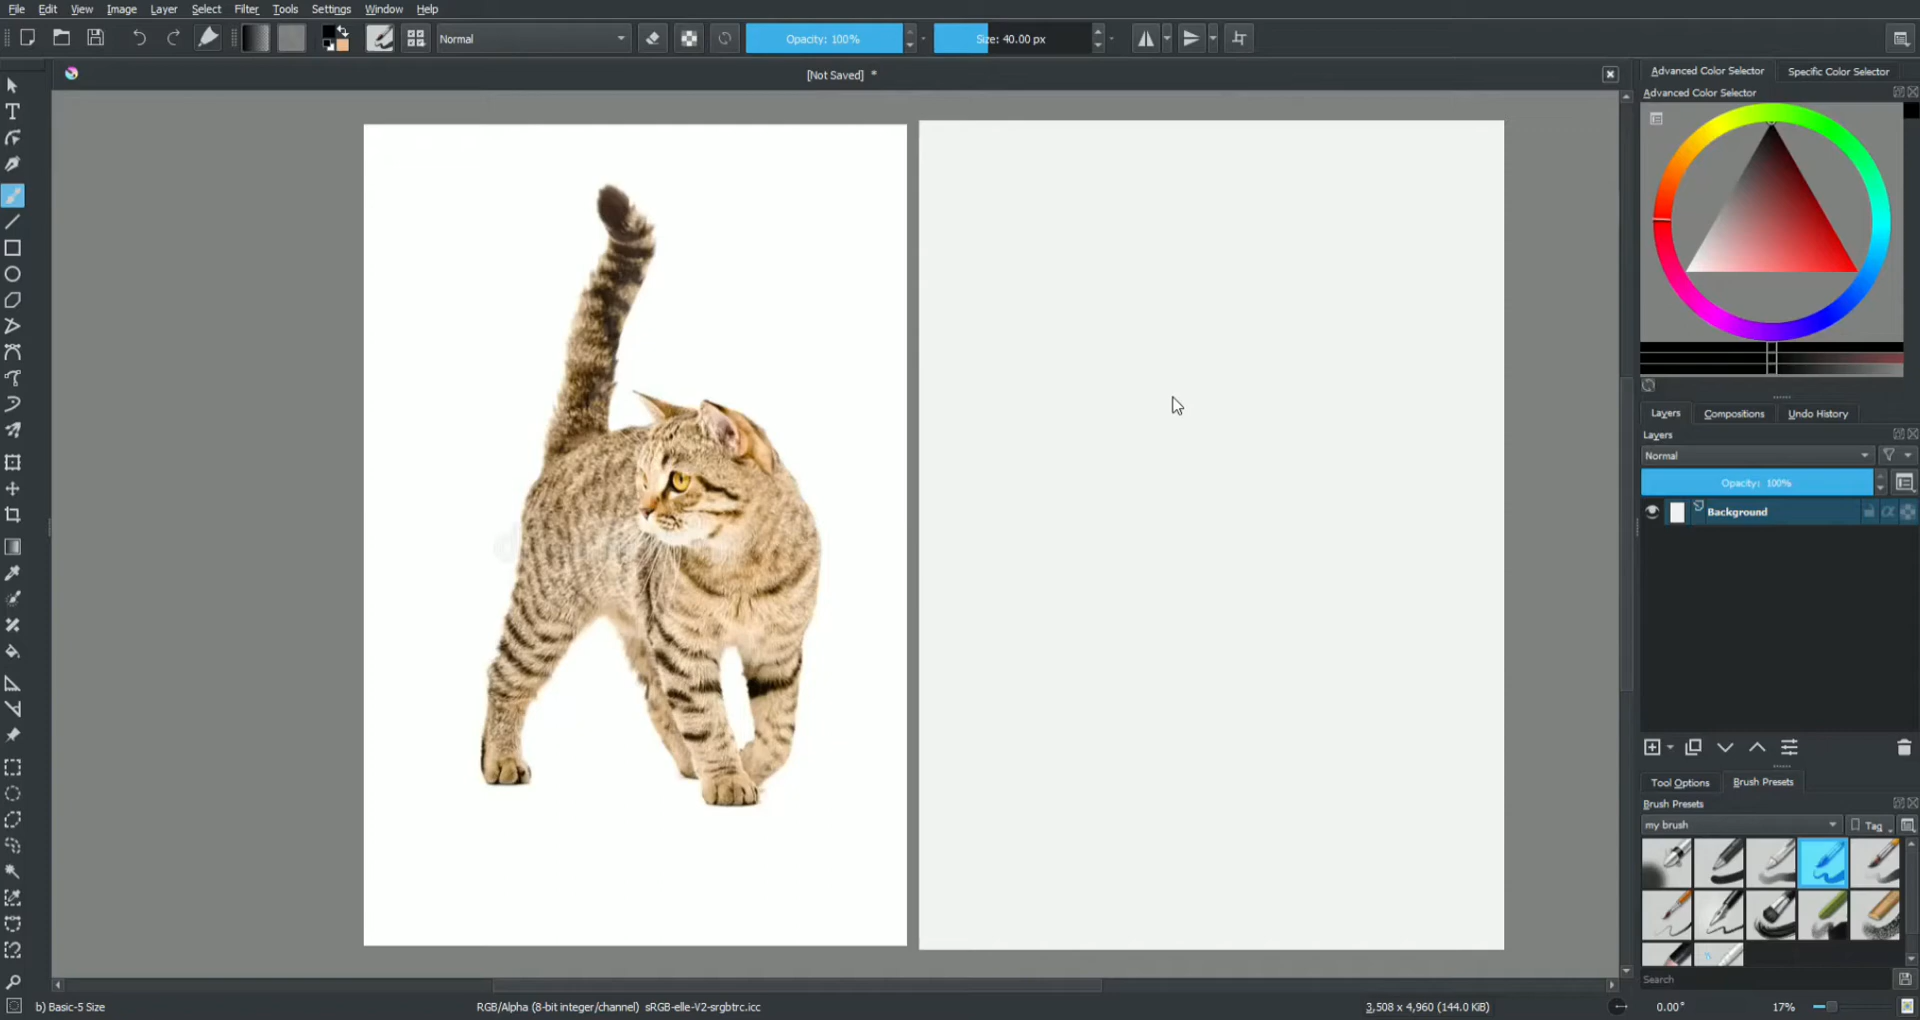 File Edit View Image Layer Select Filter Tools Settings Window Help
Normal Opacity: 100% Size: 40.00 px
[Not Saved] *
Advanced Color Selector Specific Color Selector
Advanced Color Selector
Layers Compositions Undo History
Layers
Normal
Opacity: 100%
Background
Tool Options Brush Presets
Brush Presets
my brush Tag
Search
b) Basic-5 Size RGB/Alpha (8-bit integer/channel) sRGB-elle-V2-srgbtrc.icc 3,508 x 4,960 (144.0 KiB) 0.00° 17%